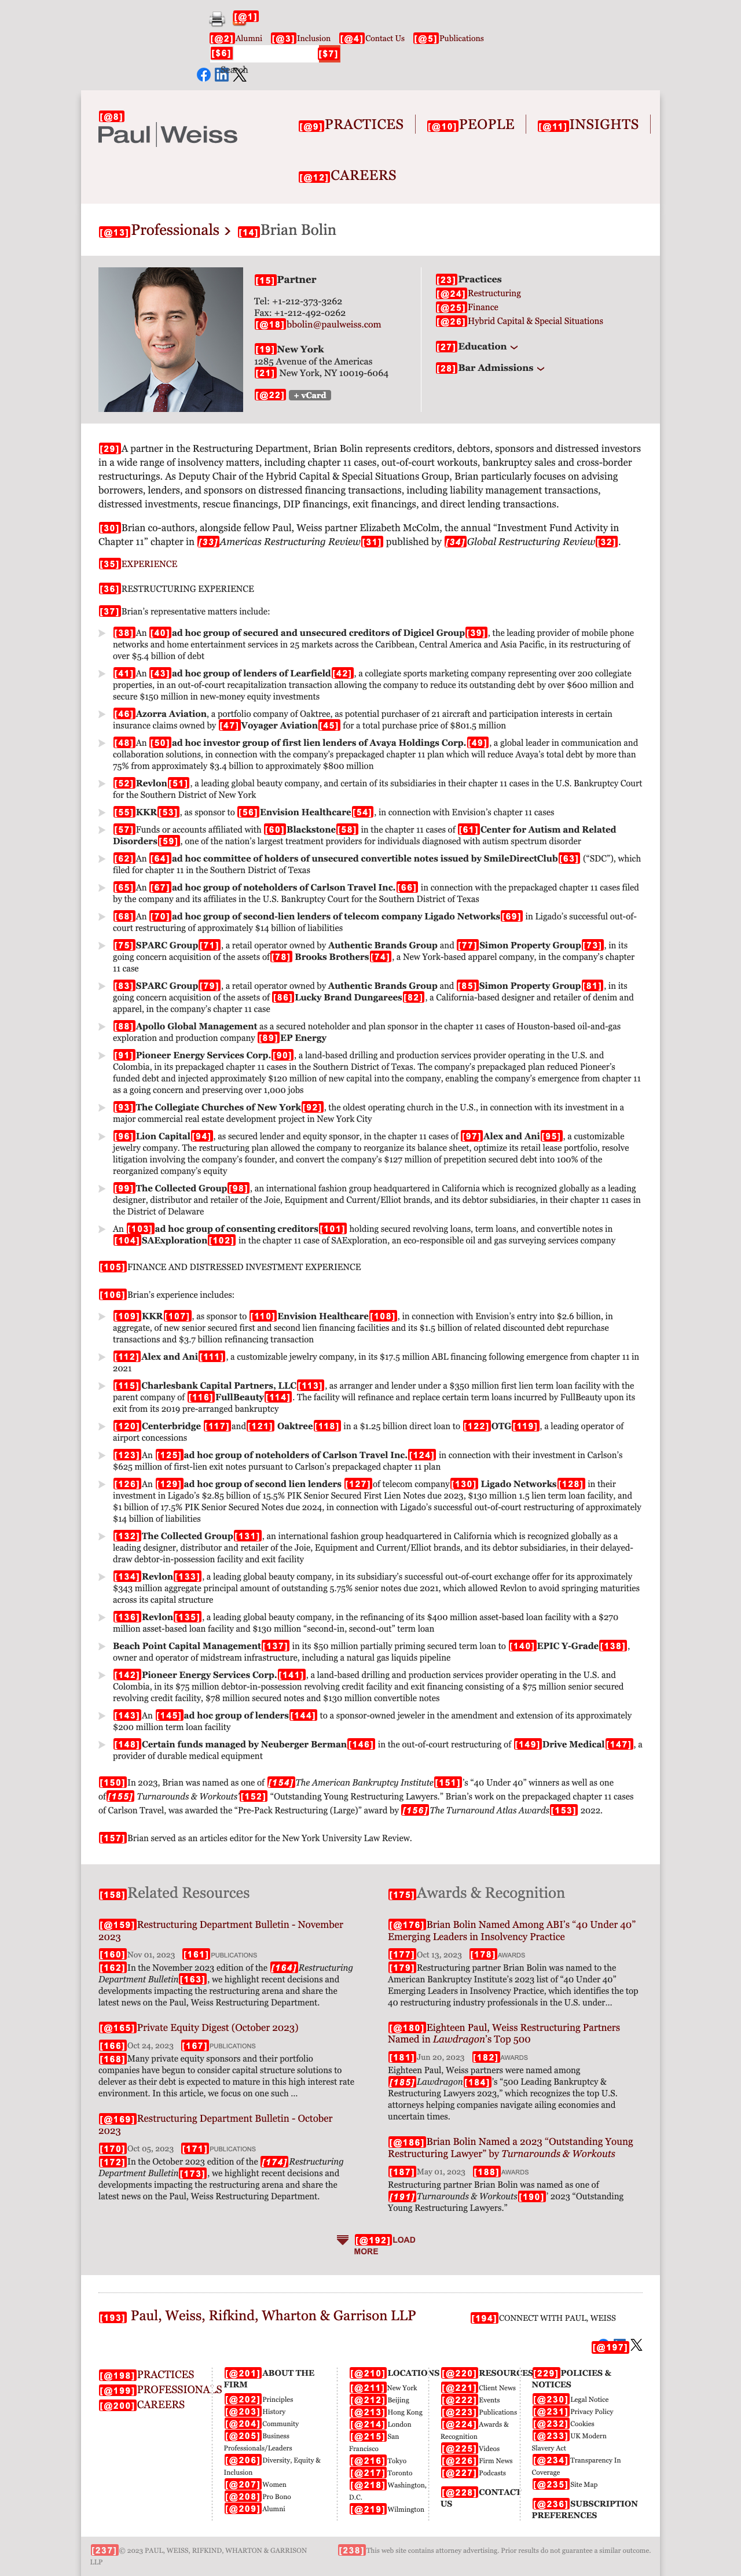 [@1]
[@2]Alumni [@3]Inclusion [@4]Contact Us [@5]Publications
[$6] [$7]
[@8]
Paul|Weiss
[@9]PRACTICES [@10]PEOPLE [@11]INSIGHTS
[@12]CAREERS
[@13]Professionals > [14]Brian Bolin
[15]Partner
Tel: +1-212-373-3262
Fax: +1-212-492-0262
[@18]bbolin@paulweiss.com
[19]New York
1285 Avenue of the Americas
[21] New York, NY 10019-6064
[@22] + vCard
[23]Practices
[@24]Restructuring
[@25]Finance
[@26]Hybrid Capital & Special Situations
[27]Education
[28]Bar Admissions
[29]A partner in the Restructuring Department, Brian Bolin represents creditors, debtors, sponsors and distressed investors
in a wide range of insolvency matters, including chapter 11 cases, out-of-court workouts, bankruptcy sales and cross-border
restructurings. As Deputy Chair of the Hybrid Capital & Special Situations Group, Brian particularly focuses on advising
borrowers, lenders, and sponsors on distressed financing transactions, including liability management transactions,
distressed investments, rescue financings, DIP financings, exit financings, and direct lending transactions.
[30]Brian co-authors, alongside fellow Paul, Weiss partner Elizabeth McColm, the annual “Investment Fund Activity in
Chapter 11” chapter in [33]Americas Restructuring Review[31] published by [34]Global Restructuring Review[32].
[35]EXPERIENCE
[36]RESTRUCTURING EXPERIENCE
[37]Brian’s representative matters include:
[38]An [40]ad hoc group of secured and unsecured creditors of Digicel Group[39], the leading provider of mobile phone
networks and home entertainment services in 25 markets across the Caribbean, Central America and Asia Pacific, in its restructuring of
over $5.4 billion of debt
[41]An [43]ad hoc group of lenders of Learfield[42], a collegiate sports marketing company representing over 200 collegiate
properties, in an out-of-court recapitalization transaction allowing the company to reduce its outstanding debt by over $600 million and
secure $150 million in new-money equity investments
[46]Azorra Aviation, a portfolio company of Oaktree, as potential purchaser of 21 aircraft and participation interests in certain
insurance claims owned by [47]Voyager Aviation[45] for a total purchase price of $801.5 million
[48]An [50]ad hoc investor group of first lien lenders of Avaya Holdings Corp.[49], a global leader in communication and
collaboration solutions, in connection with the company’s prepackaged chapter 11 plan which will reduce Avaya’s total debt by more than
75% from approximately $3.4 billion to approximately $800 million
[52]Revlon[51], a leading global beauty company, and certain of its subsidiaries in their chapter 11 cases in the U.S. Bankruptcy Court
for the Southern District of New York
[55]KKR[53], as sponsor to [56]Envision Healthcare[54], in connection with Envision’s chapter 11 cases
[57]Funds or accounts affiliated with [60]Blackstone[58] in the chapter 11 cases of [61]Center for Autism and Related
Disorders[59], one of the nation’s largest treatment providers for individuals diagnosed with autism spectrum disorder
[62]An [64]ad hoc committee of holders of unsecured convertible notes issued by SmileDirectClub[63] (“SDC”), which
filed for chapter 11 in the Southern District of Texas
[65]An [67]ad hoc group of noteholders of Carlson Travel Inc.[66] in connection with the prepackaged chapter 11 cases filed
by the company and its affiliates in the U.S. Bankruptcy Court for the Southern District of Texas
[68]An [70]ad hoc group of second-lien lenders of telecom company Ligado Networks[69] in Ligado’s successful out-of-
court restructuring of approximately $14 billion of liabilities
[75]SPARC Group[71], a retail operator owned by Authentic Brands Group and [77]Simon Property Group[73], in its
going concern acquisition of the assets of[78] Brooks Brothers[74], a New York-based apparel company, in the company’s chapter
11 case
[83]SPARC Group[79], a retail operator owned by Authentic Brands Group and [85]Simon Property Group[81], in its
going concern acquisition of the assets of [86]Lucky Brand Dungarees[82], a California-based designer and retailer of denim and
apparel, in the company’s chapter 11 case
[88]Apollo Global Management as a secured noteholder and plan sponsor in the chapter 11 cases of Houston-based oil-and-gas
exploration and production company [89]EP Energy
[91]Pioneer Energy Services Corp.[90], a land-based drilling and production services provider operating in the U.S. and
Colombia, in its prepackaged chapter 11 cases in the Southern District of Texas. The company’s prepackaged plan reduced Pioneer’s
funded debt and injected approximately $120 million of new capital into the company, enabling the company’s emergence from chapter 11
as a going concern and preserving over 1,000 jobs
[93]The Collegiate Churches of New York[92], the oldest operating church in the U.S., in connection with its investment in a
major commercial real estate development project in New York City
[96]Lion Capital[94], as secured lender and equity sponsor, in the chapter 11 cases of [97]Alex and Ani[95], a customizable
jewelry company. The restructuring plan allowed the company to reorganize its balance sheet, optimize its retail lease portfolio, resolve
litigation involving the company’s founder, and convert the company’s $127 million of prepetition secured debt into 100% of the
reorganized company’s equity
[99]The Collected Group[98], an international fashion group headquartered in California which is recognized globally as a leading
designer, distributor and retailer of the Joie, Equipment and Current/Elliot brands, and its debtor subsidiaries, in their chapter 11 cases in
the District of Delaware
An [103]ad hoc group of consenting creditors[101] holding secured revolving loans, term loans, and convertible notes in
[104]SAExploration[102] in the chapter 11 case of SAExploration, an eco-responsible oil and gas surveying services company
[105]FINANCE AND DISTRESSED INVESTMENT EXPERIENCE
[106]Brian’s experience includes:
[109]KKR[107], as sponsor to [110]Envision Healthcare[108], in connection with Envision’s entry into $2.6 billion, in
aggregate, of new senior secured first and second lien financing facilities and its $1.5 billion of related discounted debt repurchase
transactions and $3.7 billion refinancing transaction
[112]Alex and Ani[111], a customizable jewelry company, in its $17.5 million ABL financing following emergence from chapter 11 in
2021
[115]Charlesbank Capital Partners, LLC[113], as arranger and lender under a $350 million first lien term loan facility with the
parent company of [116]FullBeauty[114]. The facility will refinance and replace certain term loans incurred by FullBeauty upon its
exit from its 2019 pre-arranged bankruptcy
[120]Centerbridge [117]and[121] Oaktree[118] in a $1.25 billion direct loan to [122]OTG[119], a leading operator of
airport concessions
[123]An [125]ad hoc group of noteholders of Carlson Travel Inc.[124] in connection with their investment in Carlson’s
$625 million of first-lien exit notes pursuant to Carlson’s prepackaged chapter 11 plan
[126]An [129]ad hoc group of second lien lenders [127]of telecom company[130] Ligado Networks[128] in their
investment in Ligado’s $2.85 billion of 15.5% PIK Senior Secured First Lien Notes due 2023, $130 million 1.5 lien term loan facility, and
$1 billion of 17.5% PIK Senior Secured Notes due 2024, in connection with Ligado’s successful out-of-court restructuring of approximately
$14 billion of liabilities
[132]The Collected Group[131], an international fashion group headquartered in California which is recognized globally as a
leading designer, distributor and retailer of the Joie, Equipment and Current/Elliot brands, and its debtor subsidiaries, in their delayed-
draw debtor-in-possession facility and exit facility
[134]Revlon[133], a leading global beauty company, in its subsidiary’s successful out-of-court exchange offer for its approximately
$343 million aggregate principal amount of outstanding 5.75% senior notes due 2021, which allowed Revlon to avoid springing maturities
across its capital structure
[136]Revlon[135], a leading global beauty company, in the refinancing of its $400 million asset-based loan facility with a $270
million asset-based loan facility and $130 million “second-in, second-out” term loan
Beach Point Capital Management[137] in its $50 million partially priming secured term loan to [140]EPIC Y-Grade[138],
owner and operator of midstream infrastructure, including a natural gas liquids pipeline
[142]Pioneer Energy Services Corp.[141], a land-based drilling and production services provider operating in the U.S. and
Colombia, in its $75 million debtor-in-possession revolving credit facility and exit financing consisting of a $75 million senior secured
revolving credit facility, $78 million secured notes and $130 million convertible notes
[143]An [145]ad hoc group of lenders[144] to a sponsor-owned jeweler in the amendment and extension of its approximately
$200 million term loan facility
[148]Certain funds managed by Neuberger Berman[146] in the out-of-court restructuring of [149]Drive Medical[147], a
provider of durable medical equipment
[150]In 2023, Brian was named as one of [154]The American Bankruptcy Institute[151]’s “40 Under 40” winners as well as one
of[155] Turnarounds & Workouts’[152] “Outstanding Young Restructuring Lawyers.” Brian’s work on the prepackaged chapter 11 cases
of Carlson Travel, was awarded the “Pre-Pack Restructuring (Large)” award by [156]The Turnaround Atlas Awards[153] 2022.
[157]Brian served as an articles editor for the New York University Law Review.
[158]Related Resources
[@159]Restructuring Department Bulletin - November
2023
[160]Nov 01, 2023 [161]PUBLICATIONS
[162]In the November 2023 edition of the [164]Restructuring
Department Bulletin[163], we highlight recent decisions and
developments impacting the restructuring arena and share the
latest news on the Paul, Weiss Restructuring Department.
[@165]Private Equity Digest (October 2023)
[166]Oct 24, 2023 [167]PUBLICATIONS
[168]Many private equity sponsors and their portfolio
companies have begun to consider capital structure solutions to
delever as their debt is expected to mature in this high interest rate
environment. In this article, we focus on one such ...
[@169]Restructuring Department Bulletin - October
2023
[170]Oct 05, 2023 [171]PUBLICATIONS
[172]In the October 2023 edition of the [174]Restructuring
Department Bulletin[173], we highlight recent decisions and
developments impacting the restructuring arena and share the
latest news on the Paul, Weiss Restructuring Department.
[175]Awards & Recognition
[@176]Brian Bolin Named Among ABI’s “40 Under 40”
Emerging Leaders in Insolvency Practice
[177]Oct 13, 2023 [178]AWARDS
[179]Restructuring partner Brian Bolin was named to the
American Bankruptcy Institute’s 2023 list of “40 Under 40”
Emerging Leaders in Insolvency Practice, which identifies the top
40 restructuring industry professionals in the U.S. under...
[@180]Eighteen Paul, Weiss Restructuring Partners
Named in Lawdragon’s Top 500
[181]Jun 20, 2023 [182]AWARDS
Eighteen Paul, Weiss partners were named among
[185]Lawdragon[184]’s “500 Leading Bankruptcy &
Restructuring Lawyers 2023,” which recognizes the top U.S.
attorneys helping companies navigate ailing economies and
uncertain times.
[@186]Brian Bolin Named a 2023 “Outstanding Young
Restructuring Lawyer” by Turnarounds & Workouts
[187]May 01, 2023 [188]AWARDS
Restructuring partner Brian Bolin was named as one of
[191]Turnarounds & Workouts[190]’ 2023 “Outstanding
Young Restructuring Lawyers.”
[@192]LOAD
MORE
[193] Paul, Weiss, Rifkind, Wharton & Garrison LLP
[194]CONNECT WITH PAUL, WEISS
[@197]
[@198]PRACTICES
[@199]PROFESSIONALS
[@200]CAREERS
[@201]ABOUT THE
FIRM
[@202]Principles
[@203]History
[@204]Community
[@205]Business
Professionals/Leaders
[@206]Diversity, Equity &
Inclusion
[@207]Women
[@208]Pro Bono
[@209]Alumni
[@210]LOCATIONS
[@211]New York
[@212]Beijing
[@213]Hong Kong
[@214]London
[@215]San
Francisco
[@216]Tokyo
[@217]Toronto
[@218]Washington,
D.C.
[@219]Wilmington
[@220]RESOURCES
[@221]Client News
[@222]Events
[@223]Publications
[@224]Awards &
Recognition
[@225]Videos
[@226]Firm News
[@227]Podcasts
[@228]CONTACT
US
[229]POLICIES &
NOTICES
[@230]Legal Notice
[@231]Privacy Policy
[@232]Cookies
[@233]UK Modern
Slavery Act
[@234]Transparency In
Coverage
[@235]Site Map
[@236]SUBSCRIPTION
PREFERENCES
[237]© 2023 PAUL, WEISS, RIFKIND, WHARTON & GARRISON
LLP
[238]This web site contains attorney advertising. Prior results do not guarantee a similar outcome.